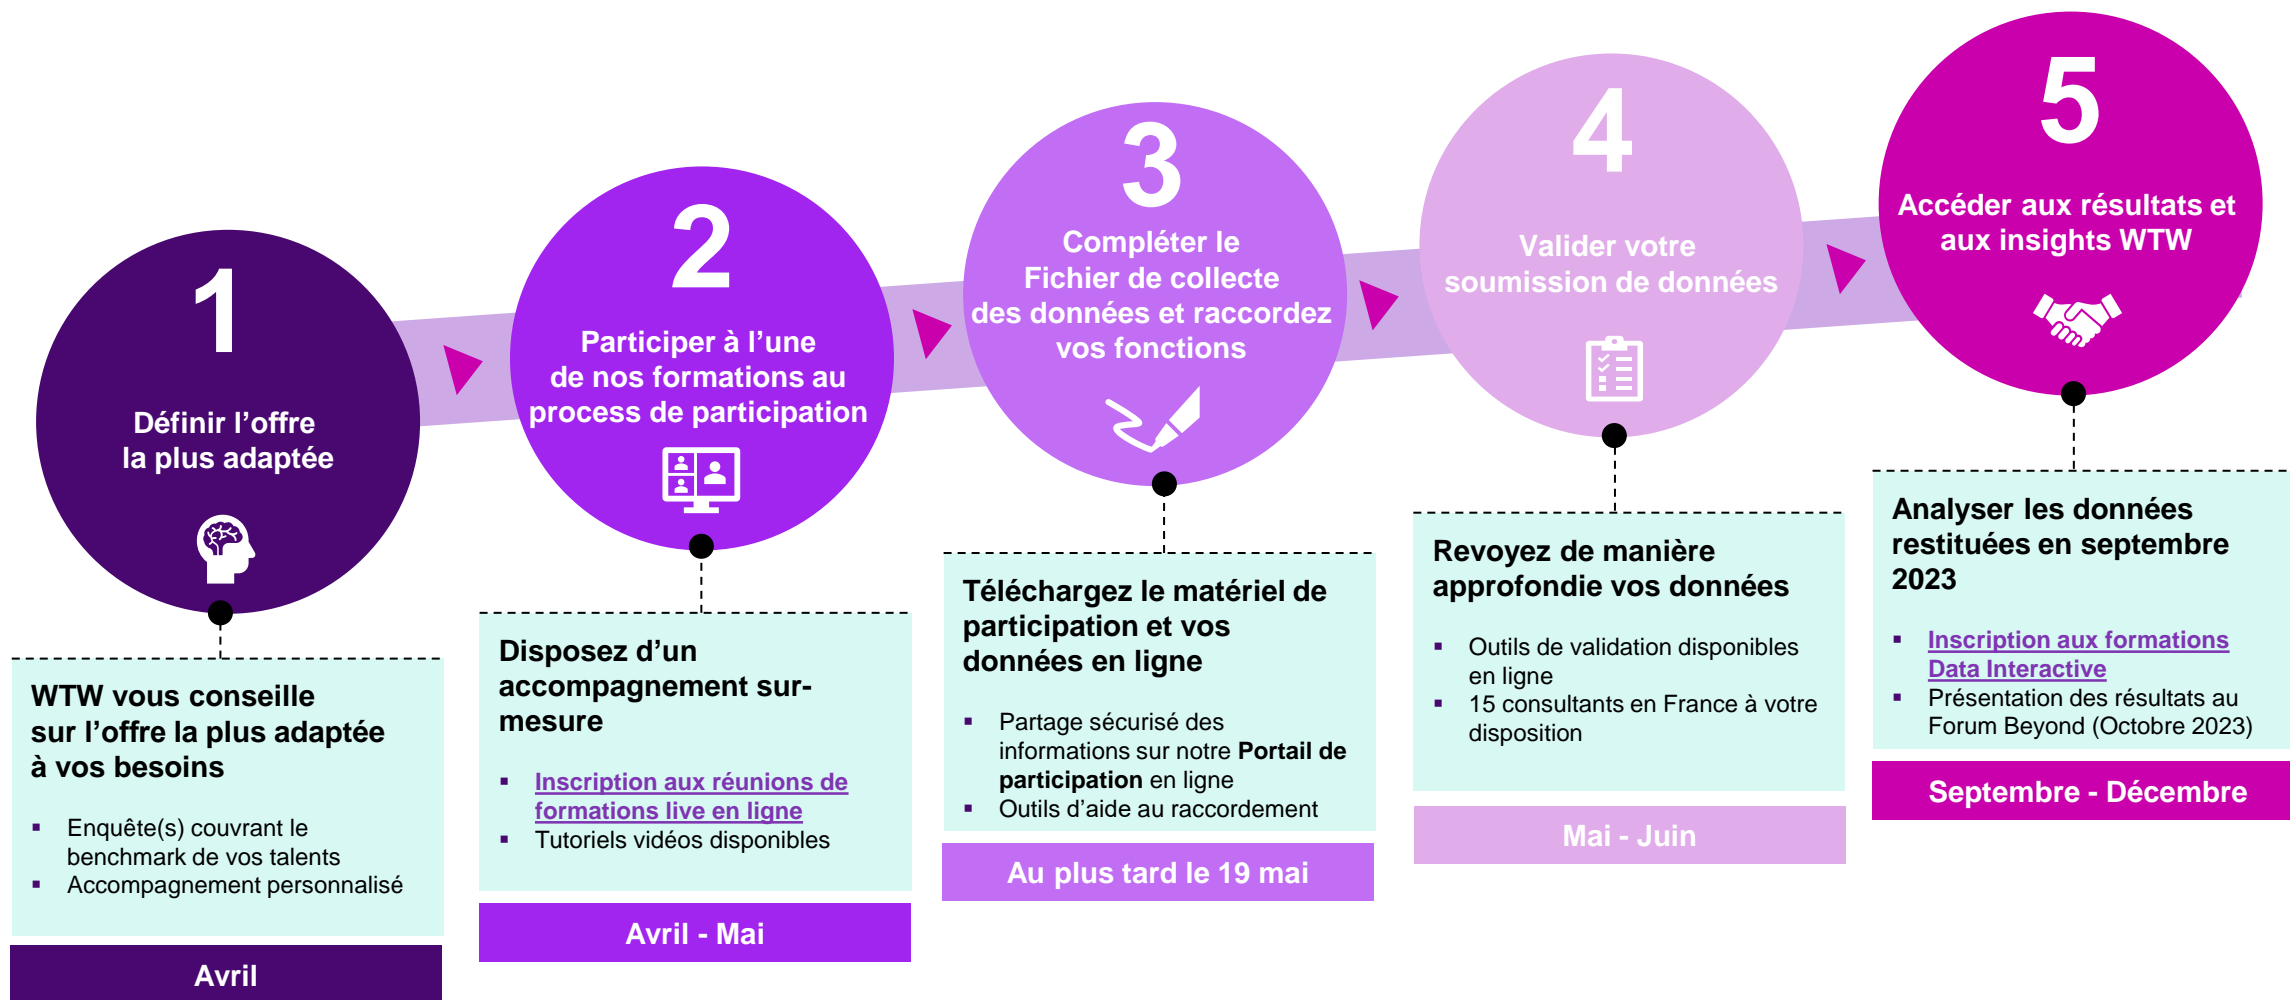 1
Définir l’offre
la plus adaptée
WTW vous conseille
sur l’offre la plus adaptée
à vos besoins
▪ Enquête(s) couvrant le
benchmark de vos talents
▪ Accompagnement personnalisé
Avril
2
Participer à l’une
de nos formations au
process de participation
Disposez d’un
accompagnement sur-
mesure
▪ Inscription aux réunions de
formations live en ligne
▪ Tutoriels vidéos disponibles
Avril - Mai
3
Compléter le
Fichier de collecte
des données et raccordez
vos fonctions
Téléchargez le matériel de
participation et vos
données en ligne
▪ Partage sécurisé des
informations sur notre Portail de
participation en ligne
▪ Outils d’aide au raccordement
Au plus tard le 19 mai
4
Valider votre
soumission de données
Revoyez de manière
approfondie vos données
▪ Outils de validation disponibles
en ligne
▪ 15 consultants en France à votre
disposition
Mai - Juin
5
Accéder aux résultats et
aux insights WTW
Analyser les données
restituées en septembre
2023
▪ Inscription aux formations
Data Interactive
▪ Présentation des résultats au
Forum Beyond (Octobre 2023)
Septembre - Décembre